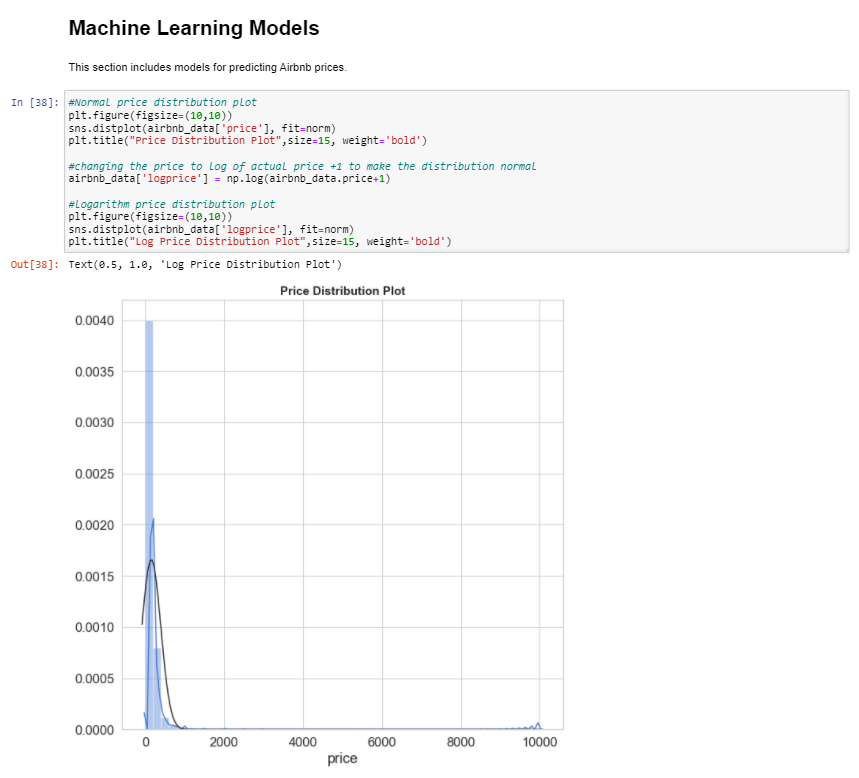 Machine Learning Models
This section includes models for predicting Airbnb prices.
In [38]: #Normal price distribution plot
plt.figure(figsize=(10,10))
sns.distplot(airbnb_data['price'], fit=norm)
plt.title("Price Distribution Plot",size=15, weight='bold')
#changing the price to log of actual price +1 to make the distribution normal
airbnb_data['logprice'] = np.log(airbnb_data.price+1)
#Logarithm price distribution plot
plt.figure(figsize=(10,10))
sns.distplot(airbnb_data['logprice'], fit=norm)
plt.title("Log Price Distribution Plot",size=15, weight='bold')
Out[38]: Text(0.5, 1.0, 'Log Price Distribution Plot')
Price Distribution Plot
0.0040
0.0035
0.0030
0.0025
0.0020
0.0015
0.0010
0.0005
0.0000
0 2000 4000 6000 8000 10000
price